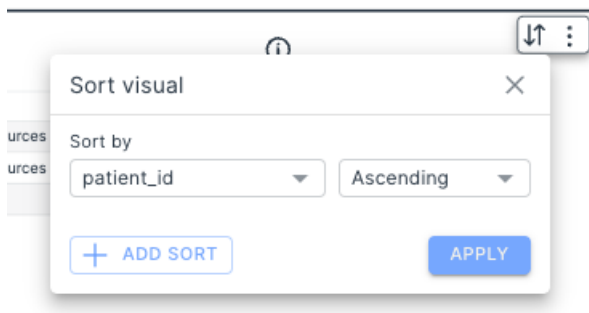 Sort visual
urces
Sort by
urces
patient_id
Ascending
ADD SORT
APPLY